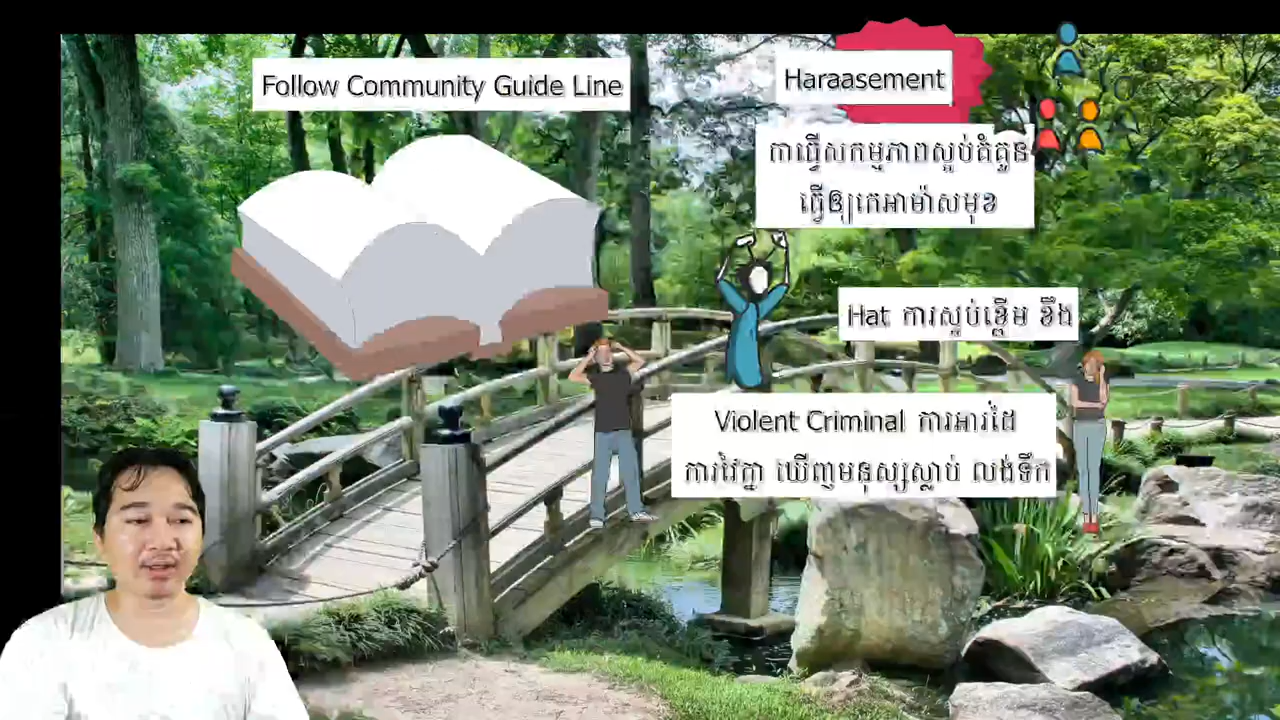 Follow Community Guide Line
Haraasement
កាធ្វើសកម្មភាពស្អប់គំគួន
ធ្វើឲ្យគេអាម៉ាសមុខ
Hat ការស្អប់ខ្ពើម ខឹង
Violent Criminal ការអារដៃ
ការវៃគ្នា ឃើញមនុស្សស្លាប់ លង់ទឹក